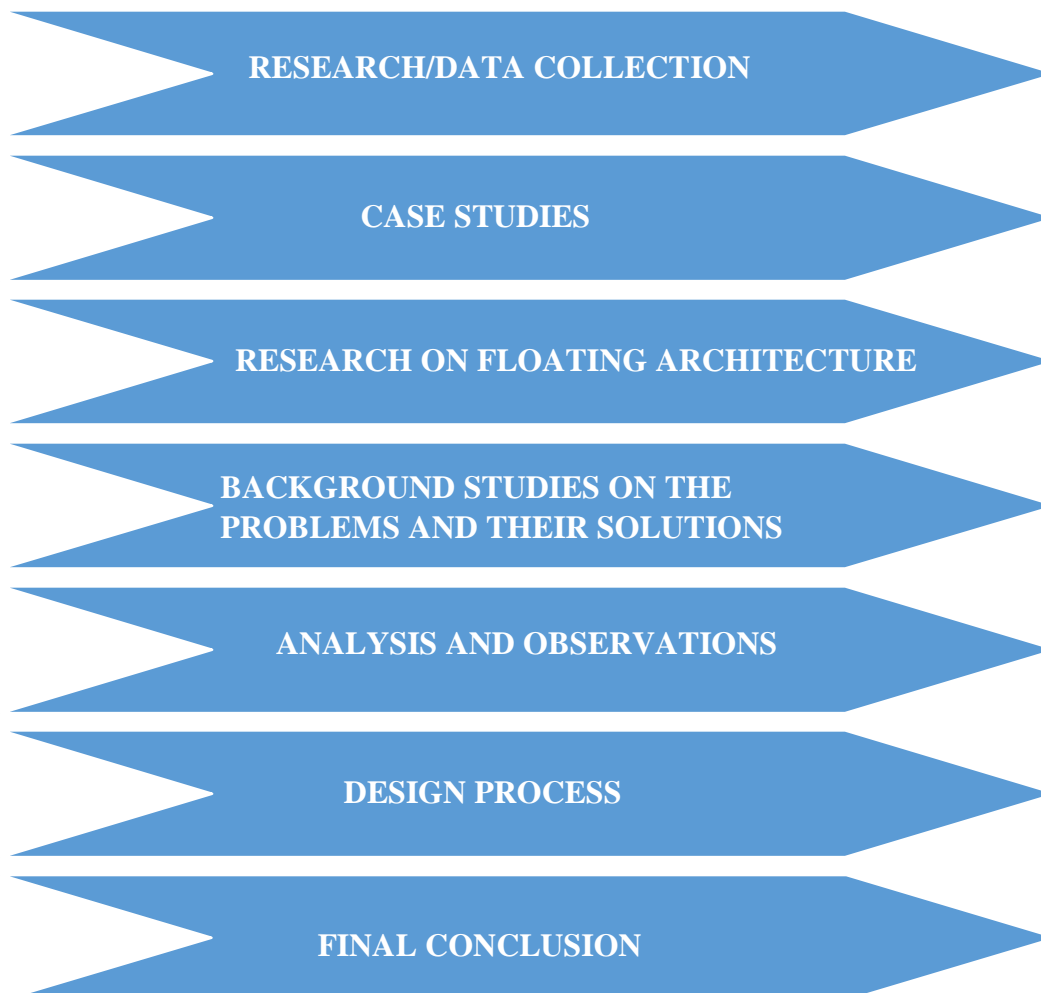 RESEARCH/DATA COLLECTION
CASE STUDIES
RESEARCH ON FLOATING ARCHITECTURE
BACKGROUND STUDIES ON THE
PROBLEMS AND THEIR SOLUTIONS
ANALYSIS AND OBSERVATIONS
DESIGN PROCESS
FINAL CONCLUSION